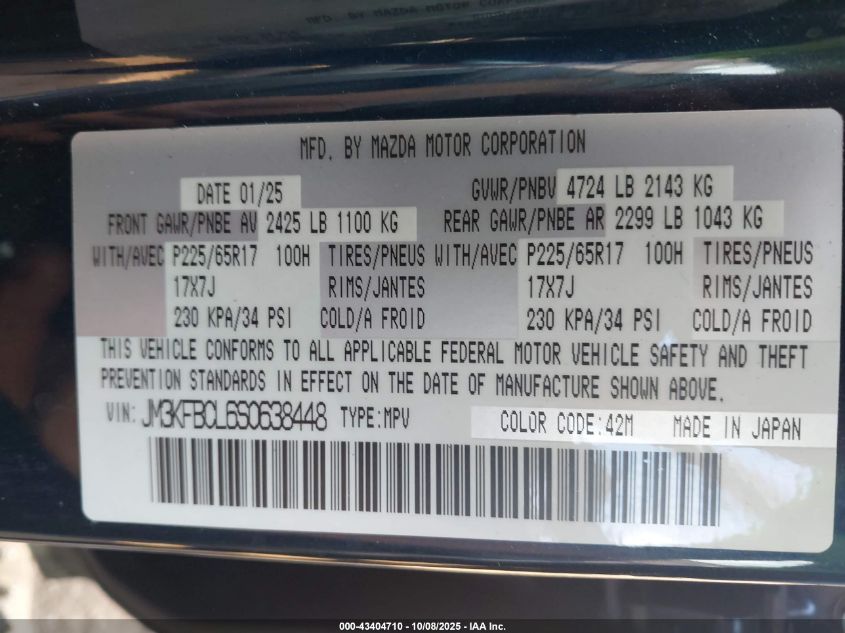 MFD. BY MAZDA MOTOR CORPORATION
DATE 01/25 GVWR/PNBV 4724 LB 2143 KG
FRONT GAWR/PNBE AV 2425 LB 1100 KG REAR GAWR/PNBE AR 2299 LB 1043 KG
WITH/AVEC P225/65R17 100H TIRES/PNEUS WITH/AVEC P225/65R17 100H TIRES/PNEUS
17X7J RIMS/JANTES 17X7J RIMS/JANTES
230 KPA/34 PSI COLD/A FROID 230 KPA/34 PSI COLD/A FROID
THIS VEHICLE CONFORMS TO ALL APPLICABLE FEDERAL MOTOR VEHICLE SAFETY AND THEFT
PREVENTION STANDARDS IN EFFECT ON THE DATE OF MANUFACTURE SHOWN ABOVE.
VIN: JM3KFBCL6S0638448 TYPE:MPV COLOR CODE:42M MADE IN JAPAN
000-43404710 - 10/08/2025 - IAA Inc.